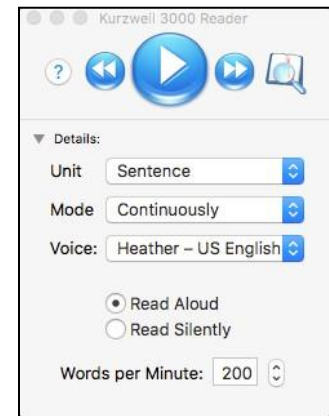 Kurzweil 3000 Reader
?
Details:
Unit Sentence
Mode Continuously
Voice: Heather – US English
Read Aloud
Read Silently
Words per Minute: 200